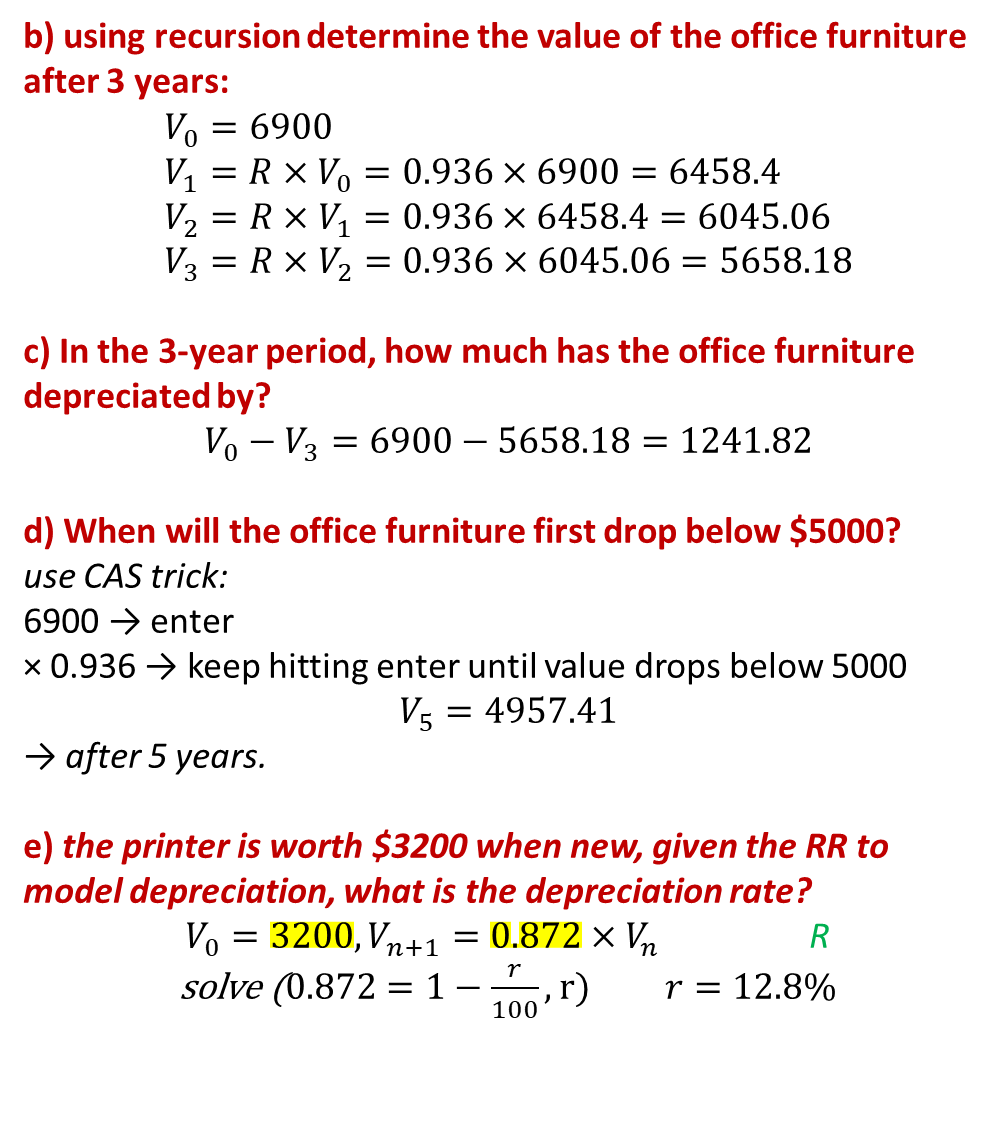 b) using recursion determine the value of the office furniture
after 3 years:
V₀ = 6900
V₁ = R × V₀ = 0.936 × 6900 = 6458.4
V₂ = R × V₁ = 0.936 × 6458.4 = 6045.06
V₃ = R × V₂ = 0.936 × 6045.06 = 5658.18
c) In the 3-year period, how much has the office furniture
depreciated by?
V₀ − V₃ = 6900 − 5658.18 = 1241.82
d) When will the office furniture first drop below $5000?
use CAS trick:
6900 → enter
× 0.936 → keep hitting enter until value drops below 5000
V₅ = 4957.41
→ after 5 years.
e) the printer is worth $3200 when new, given the RR to
model depreciation, what is the depreciation rate?
V₀ = 3200, Vₙ₊₁ = 0.872 × Vₙ R
solve (0.872 = 1 − r/100, r) r = 12.8%